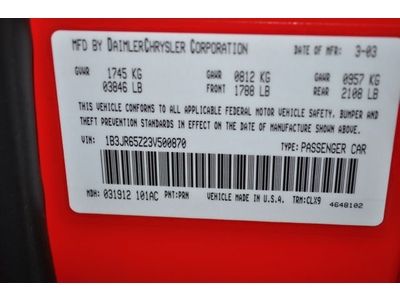 MFD BY DAIMLERCHRYSLER CORPORATION DATE OF MFR 3-03
GVWR 1745 KG GAWR 0812 KG GAWR 0957 KG
03846 LB FRONT 1788 LB REAR 2108 LB
THIS VEHICLE CONFORMS TO ALL APPLICABLE FEDERAL MOTOR VEHICLE SAFETY, BUMPER AND
THEFT PREVENTION STANDARDS IN EFFECT ON THE DATE OF MANUFACTURE SHOWN ABOVE.
VIN: 1B3JR65Z23V500870 TYPE: PASSENGER CAR
MDH: 031912 101AC PNT: PRN VEHICLE MADE IN U.S.A. TRM: CLX9
4648102